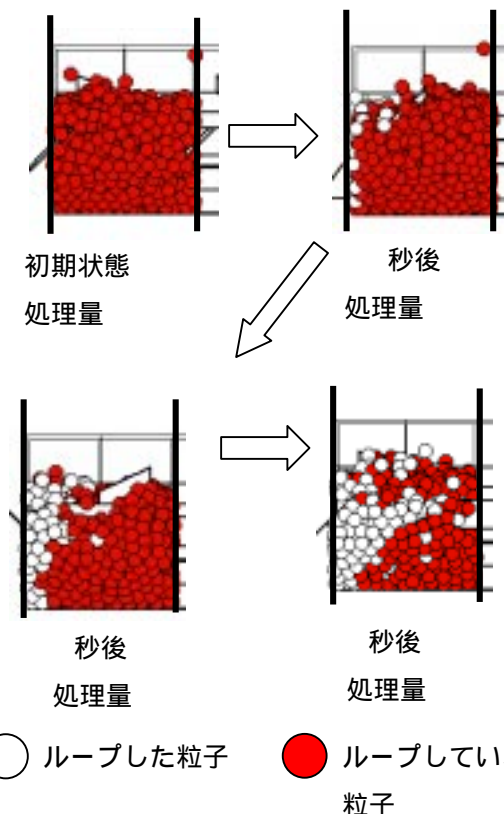 初期状態
処理量
秒後
処理量
秒後
処理量
秒後
処理量
ループした粒子
ループしてい
粒子